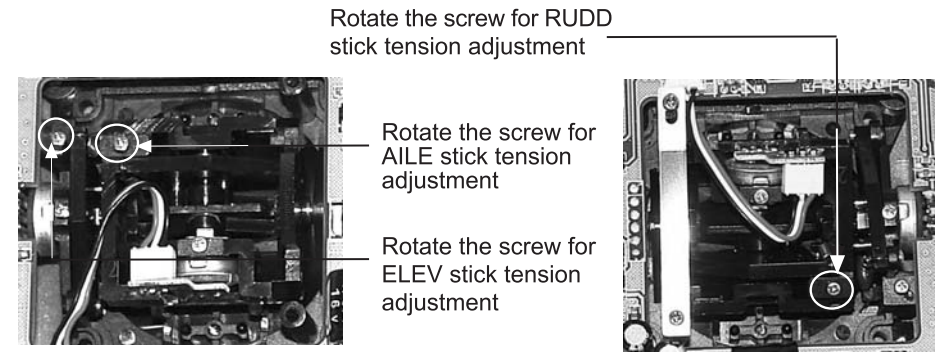 Rotate the screw for RUDD
stick tension adjustment
Rotate the screw for
AILE stick tension
adjustment
Rotate the screw for
ELEV stick tension
adjustment